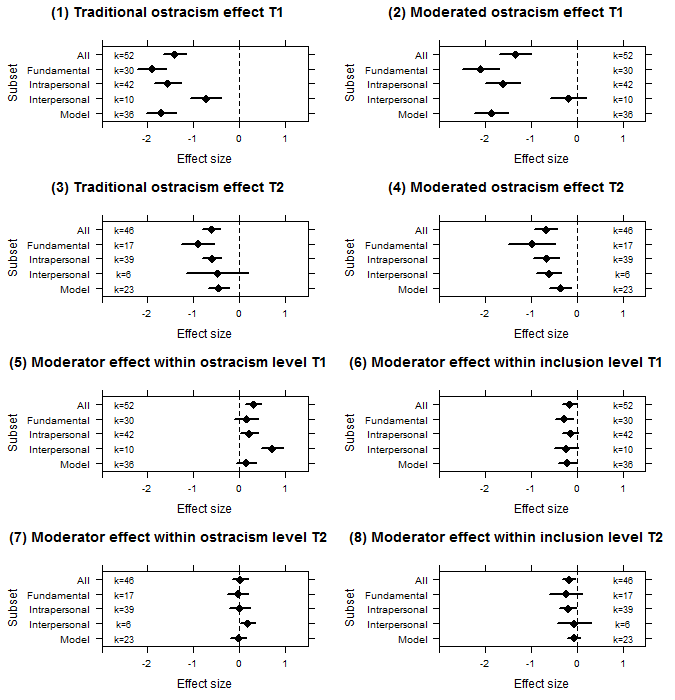 (1) Traditional ostracism effect T1
Subset
All k=52
Fundamental k=30
Intrapersonal k=42
Interpersonal k=10
Model k=36
-2 -1 0 1
Effect size
(2) Moderated ostracism effect T1
Subset
All k=52
Fundamental k=30
Intrapersonal k=42
Interpersonal k=10
Model k=36
-2 -1 0 1
Effect size
(3) Traditional ostracism effect T2
Subset
All k=46
Fundamental k=17
Intrapersonal k=39
Interpersonal k=6
Model k=23
-2 -1 0 1
Effect size
(4) Moderated ostracism effect T2
Subset
All k=46
Fundamental k=17
Intrapersonal k=39
Interpersonal k=6
Model k=23
-2 -1 0 1
Effect size
(5) Moderator effect within ostracism level T1
Subset
All k=52
Fundamental k=30
Intrapersonal k=42
Interpersonal k=10
Model k=36
-2 -1 0 1
Effect size
(6) Moderator effect within inclusion level T1
Subset
All k=52
Fundamental k=30
Intrapersonal k=42
Interpersonal k=10
Model k=36
-2 -1 0 1
Effect size
(7) Moderator effect within ostracism level T2
Subset
All k=46
Fundamental k=17
Intrapersonal k=39
Interpersonal k=6
Model k=23
-2 -1 0 1
Effect size
(8) Moderator effect within inclusion level T2
Subset
All k=46
Fundamental k=17
Intrapersonal k=39
Interpersonal k=6
Model k=23
-2 -1 0 1
Effect size